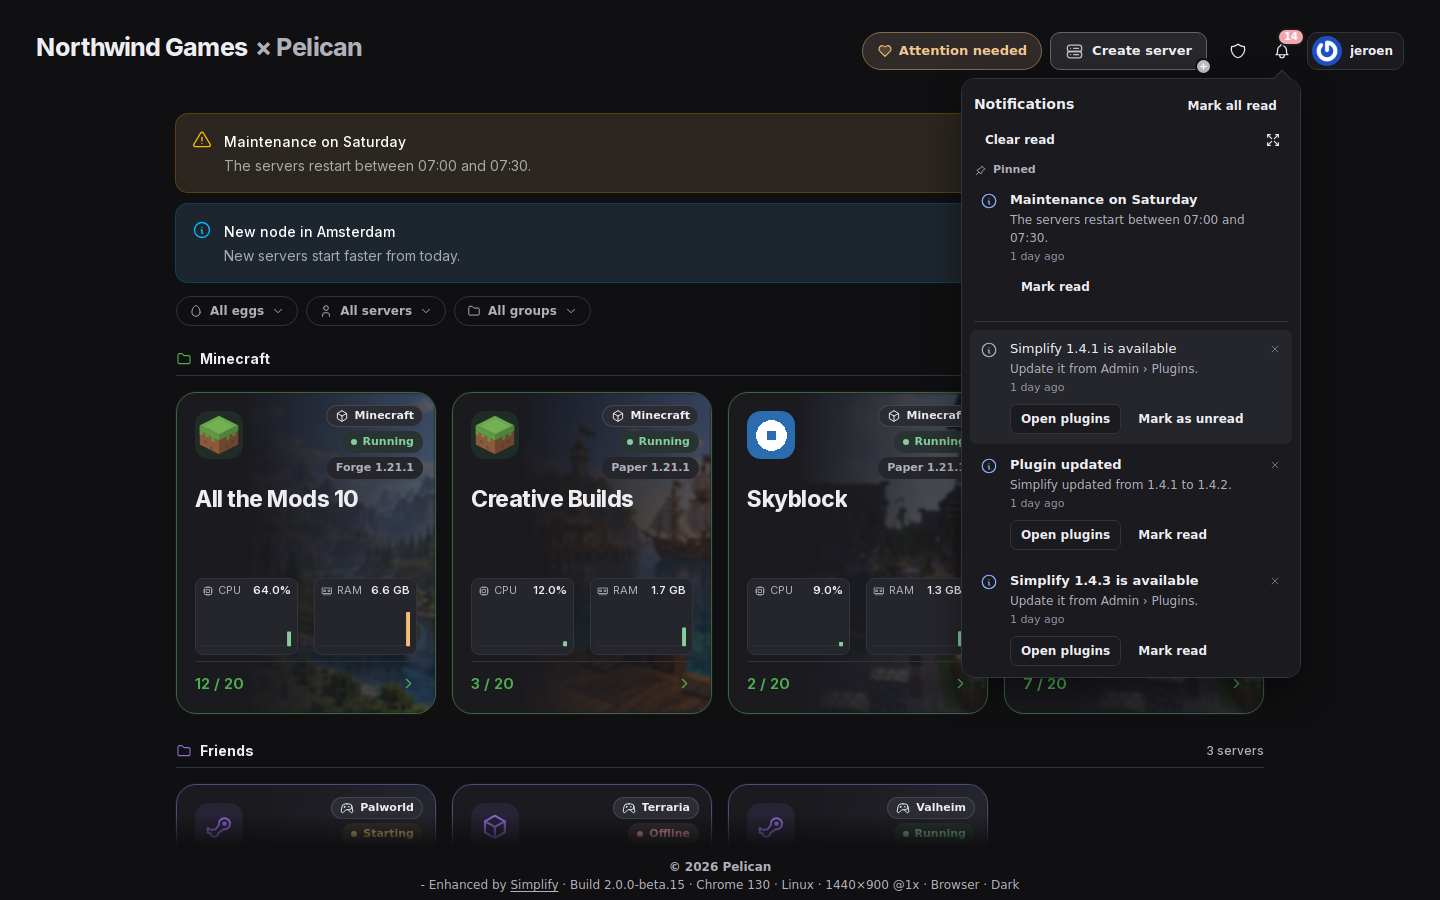 Northwind Games × Pelican
Attention needed
Create server
14
jeroen
Maintenance on Saturday
The servers restart between 07:00 and 07:30.
New node in Amsterdam
New servers start faster from today.
All eggs
All servers
All groups
Notifications
Mark all read
Clear read
Pinned
Maintenance on Saturday
The servers restart between 07:00 and
07:30.
1 day ago
Mark read
Simplify 1.4.1 is available
Update it from Admin › Plugins.
1 day ago
Open plugins
Mark as unread
Plugin updated
Simplify updated from 1.4.1 to 1.4.2.
1 day ago
Open plugins
Mark read
Simplify 1.4.3 is available
Update it from Admin › Plugins.
1 day ago
Open plugins
Mark read
Minecraft
Minecraft
Running
Forge 1.21.1
All the Mods 10
CPU 64.0%
RAM 6.6 GB
12 / 20
Minecraft
Running
Paper 1.21.1
Creative Builds
CPU 12.0%
RAM 1.7 GB
3 / 20
Minecraft
Running
Paper 1.21.1
Skyblock
CPU 9.0%
RAM 1.3 GB
2 / 20
7 / 20
Friends
3 servers
Palworld
Starting
Terraria
Offline
Valheim
Running
© 2026 Pelican
- Enhanced by Simplify · Build 2.0.0-beta.15 · Chrome 130 · Linux · 1440×900 @1x · Browser · Dark